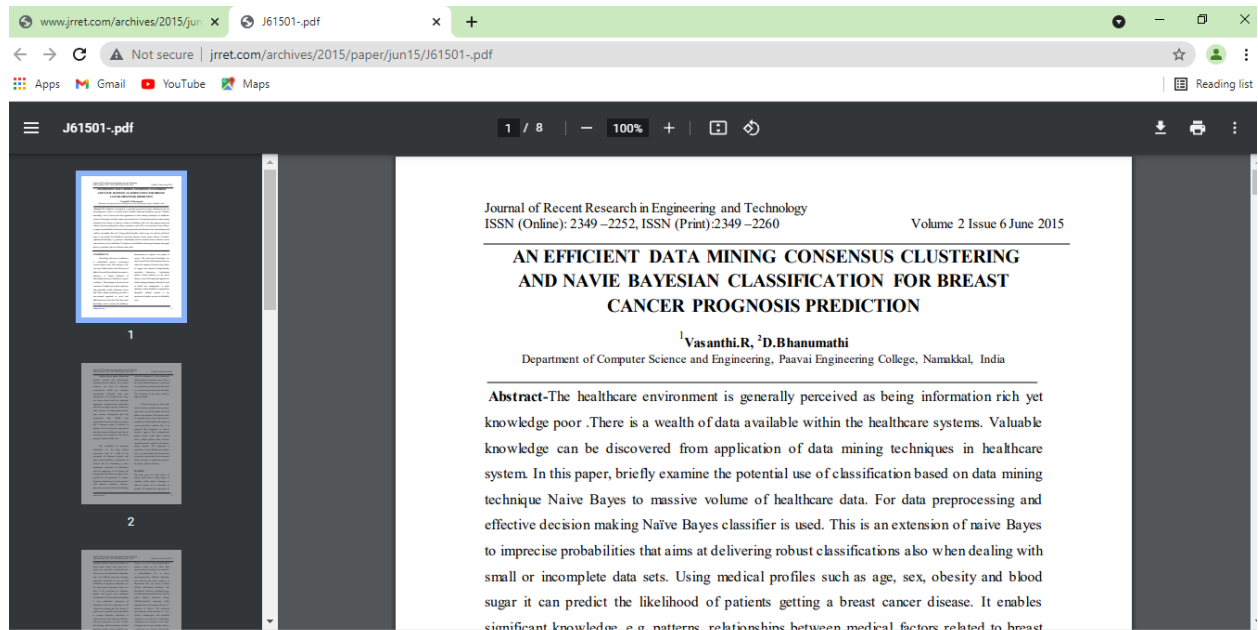 www.jrret.com/archives/2015/jun
J61501-.pdf
Not secure | jrret.com/archives/2015/paper/jun15/J61501-.pdf
Apps Gmail YouTube Maps Reading list
J61501-.pdf 1 / 8 100%
1
2
Journal of Recent Research in Engineering and Technology
ISSN (Online): 2349 –2252, ISSN (Print):2349 –2260 Volume 2 Issue 6 June 2015
AN EFFICIENT DATA MINING CONSENSUS CLUSTERING
AND NAVIE BAYESIAN CLASSIFICATION FOR BREAST
CANCER PROGNOSIS PREDICTION
1Vasanthi.R, 2D.Bhanumathi
Department of Computer Science and Engineering, Paavai Engineering College, Namakkal, India
Abstract-The healthcare environment is generally perceived as being information rich yet
knowledge poor .There is a wealth of data available within the healthcare systems. Valuable
knowledge can be discovered from application of data mining techniques in healthcare
system. In this paper, briefly examine the potential use of classification based on data mining
technique Naive Bayes to massive volume of healthcare data. For data preprocessing and
effective decision making Naïve Bayes classifier is used. This is an extension of naive Bayes
to imprecise probabilities that aims at delivering robust classifications also when dealing with
small or incomplete data sets. Using medical profiles such as age, sex, obesity and blood
sugar it can predict the likelihood of patients getting a breast cancer disease. It enables
significant knowledge, e.g. patterns, relationships between medical factors related to breast